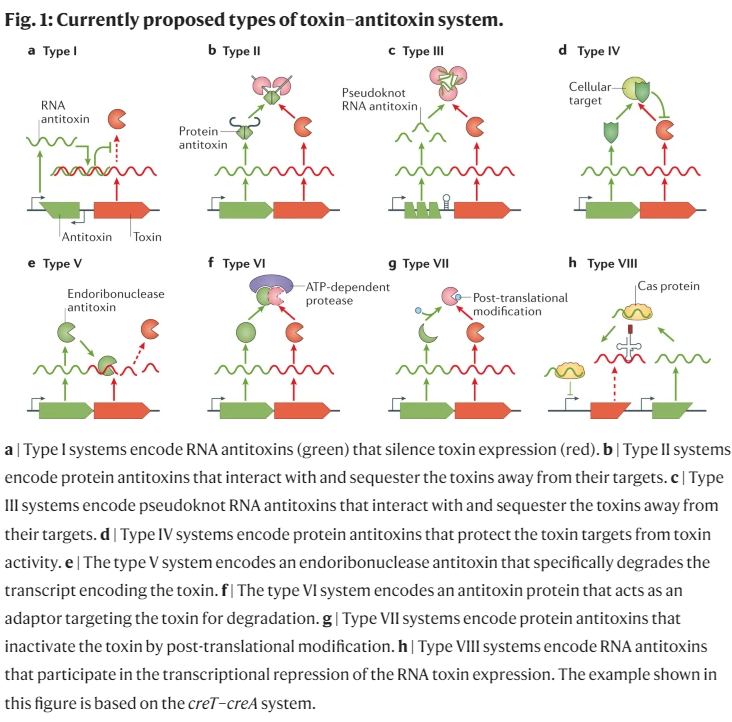 Fig. 1: Currently proposed types of toxin–antitoxin system.
a Type I
b Type II
c Type III
d Type IV
RNA
antitoxin
Antitoxin
Toxin
Protein
antitoxin
Pseudoknot
RNA antitoxin
Cellular
target
e Type V
f Type VI
g Type VII
h Type VIII
Endoribonuclease
antitoxin
ATP-dependent
protease
Post-translational
modification
Cas protein
a | Type I systems encode RNA antitoxins (green) that silence toxin expression (red). b | Type II systems
encode protein antitoxins that interact with and sequester the toxins away from their targets. c | Type
III systems encode pseudoknot RNA antitoxins that interact with and sequester the toxins away from
their targets. d | Type IV systems encode protein antitoxins that protect the toxin targets from toxin
activity. e | The type V system encodes an endoribonuclease antitoxin that specifically degrades the
transcript encoding the toxin. f | The type VI system encodes an antitoxin protein that acts as an
adaptor targeting the toxin for degradation. g | Type VII systems encode protein antitoxins that
inactivate the toxin by post-translational modification. h | Type VIII systems encode RNA antitoxins
that participate in the transcriptional repression of the RNA toxin expression. The example shown in
this figure is based on the creT–creA system.